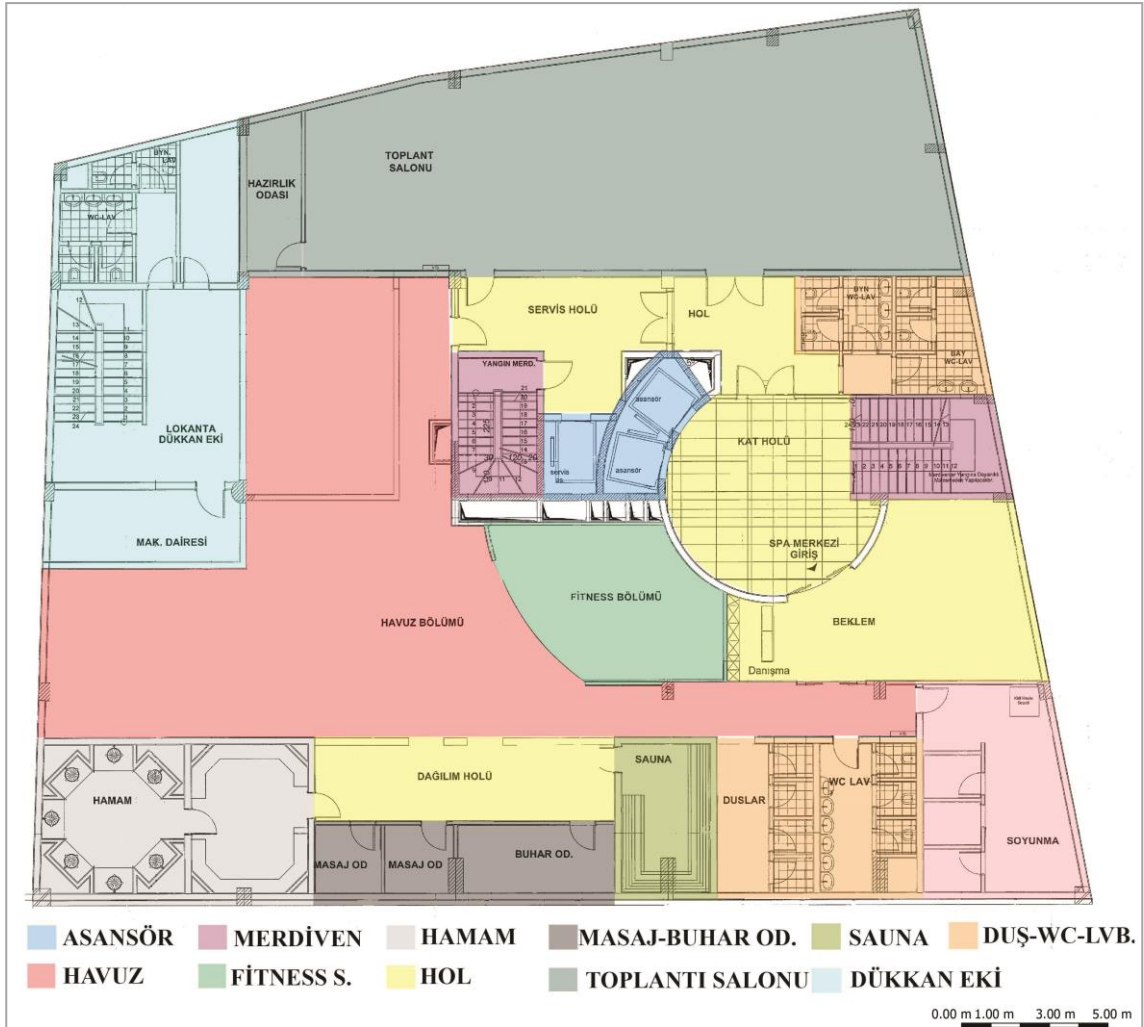 TOPLANT
SALONU
HAZIRLIK
ODASI
BYN.
LAV
WC-LAV
SERVİS HOLÜ
HOL
BYN
WC-LAV
BAY
WC-LAV
YANGIN MERD.
asansör
asansör
servis
as.
KAT HOLÜ
LOKANTA
DÜKKAN EKİ
MAK. DAİRESİ
SPA MERKEZİ
GİRİŞ
FİTNESS BÖLÜMÜ
HAVUZ BÖLÜMÜ
BEKLEM
Danışma
DAĞILIM HOLÜ
SAUNA
HAMAM
DUSLAR
WC LAV
SOYUNMA
MASAJ OD
MASAJ OD
BUHAR OD.
ASANSÖR
MERDİVEN
HAMAM
MASAJ-BUHAR OD.
SAUNA
DUŞ-WC-LVB.
HAVUZ
FİTNESS S.
HOL
TOPLANTI SALONU
DÜKKAN EKİ
0.00 m 1.00 m 3.00 m 5.00 m